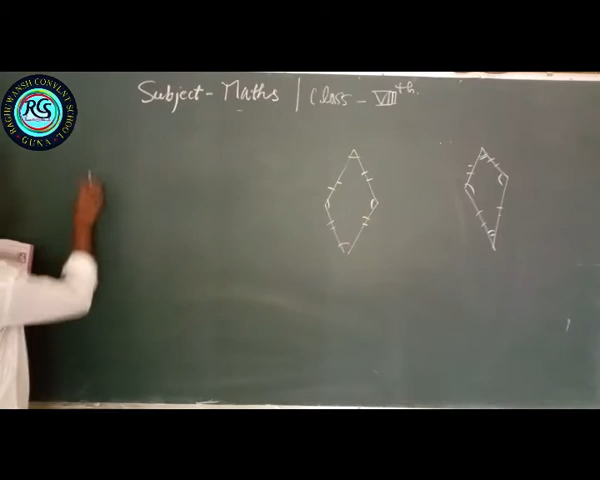 Subject - Maths | Class - VIII th.
RAGHUWANSH CONVENT SCHOOL
RCS
GUNA